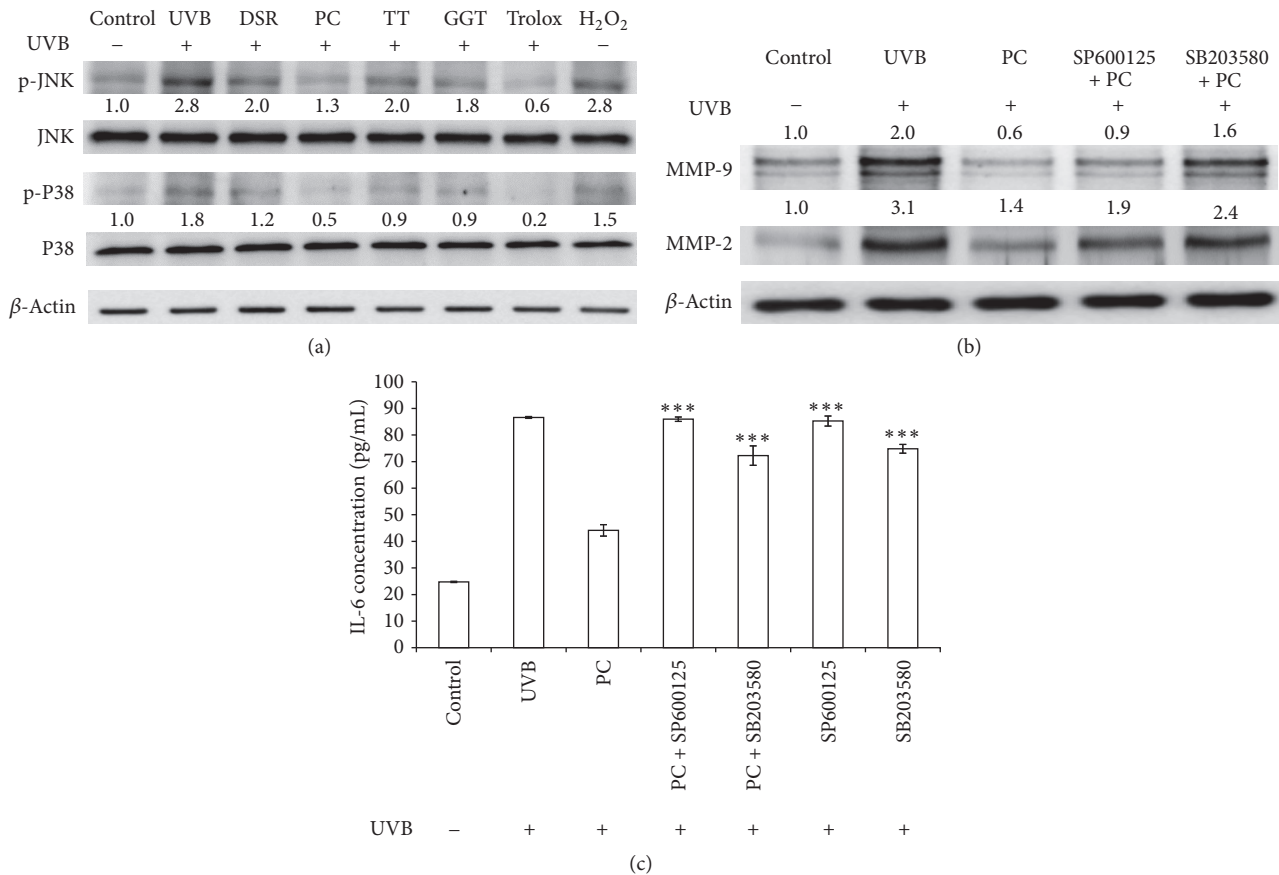 Control UVB DSR PC TT GGT Trolox H₂O₂
UVB − + + + + + + −
p-JNK
1.0 2.8 2.0 1.3 2.0 1.8 0.6 2.8
JNK
p-P38
1.0 1.8 1.2 0.5 0.9 0.9 0.2 1.5
P38
β-Actin
(a)
Control UVB PC SP600125 + PC SB203580 + PC
UVB − + + + +
1.0 2.0 0.6 0.9 1.6
MMP-9
1.0 3.1 1.4 1.9 2.4
MMP-2
β-Actin
(b)
IL-6 concentration (pg/mL)
100
90
80
70
60
50
40
30
20
10
0
*** *** *** ***
Control
UVB
PC
PC + SP600125
PC + SB203580
SP600125
SB203580
UVB − + + + + + +
(c)